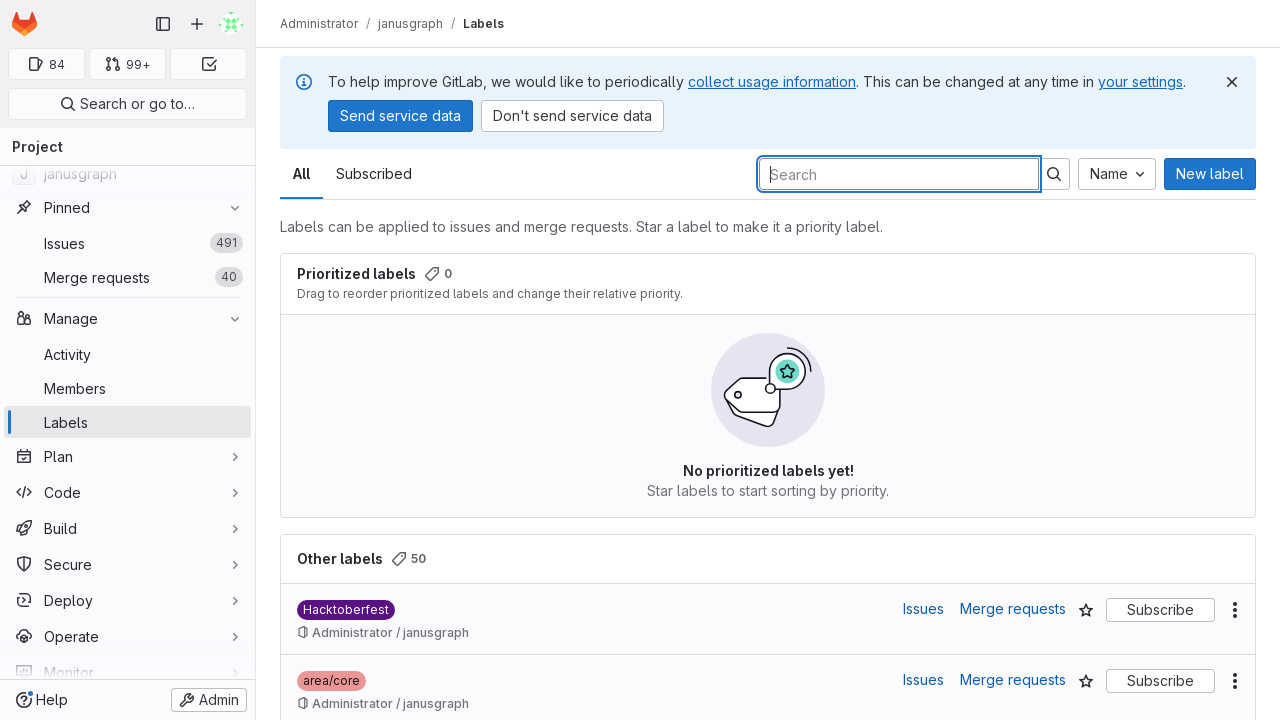 84
99+
Search or go to…
Project
J janusgraph
Pinned
Issues 491
Merge requests 40
Manage
Activity
Members
Labels
Plan
Code
Build
Secure
Deploy
Operate
Monitor
Help
Admin
Administrator / janusgraph / Labels
To help improve GitLab, we would like to periodically collect usage information. This can be changed at any time in your settings.
Send service data
Don't send service data
All
Subscribed
Search
Name
New label
Labels can be applied to issues and merge requests. Star a label to make it a priority label.
Prioritized labels 0
Drag to reorder prioritized labels and change their relative priority.
No prioritized labels yet!
Star labels to start sorting by priority.
Other labels 50
Hacktoberfest
Issues
Merge requests
Subscribe
Administrator / janusgraph
area/core
Issues
Merge requests
Subscribe
Administrator / janusgraph